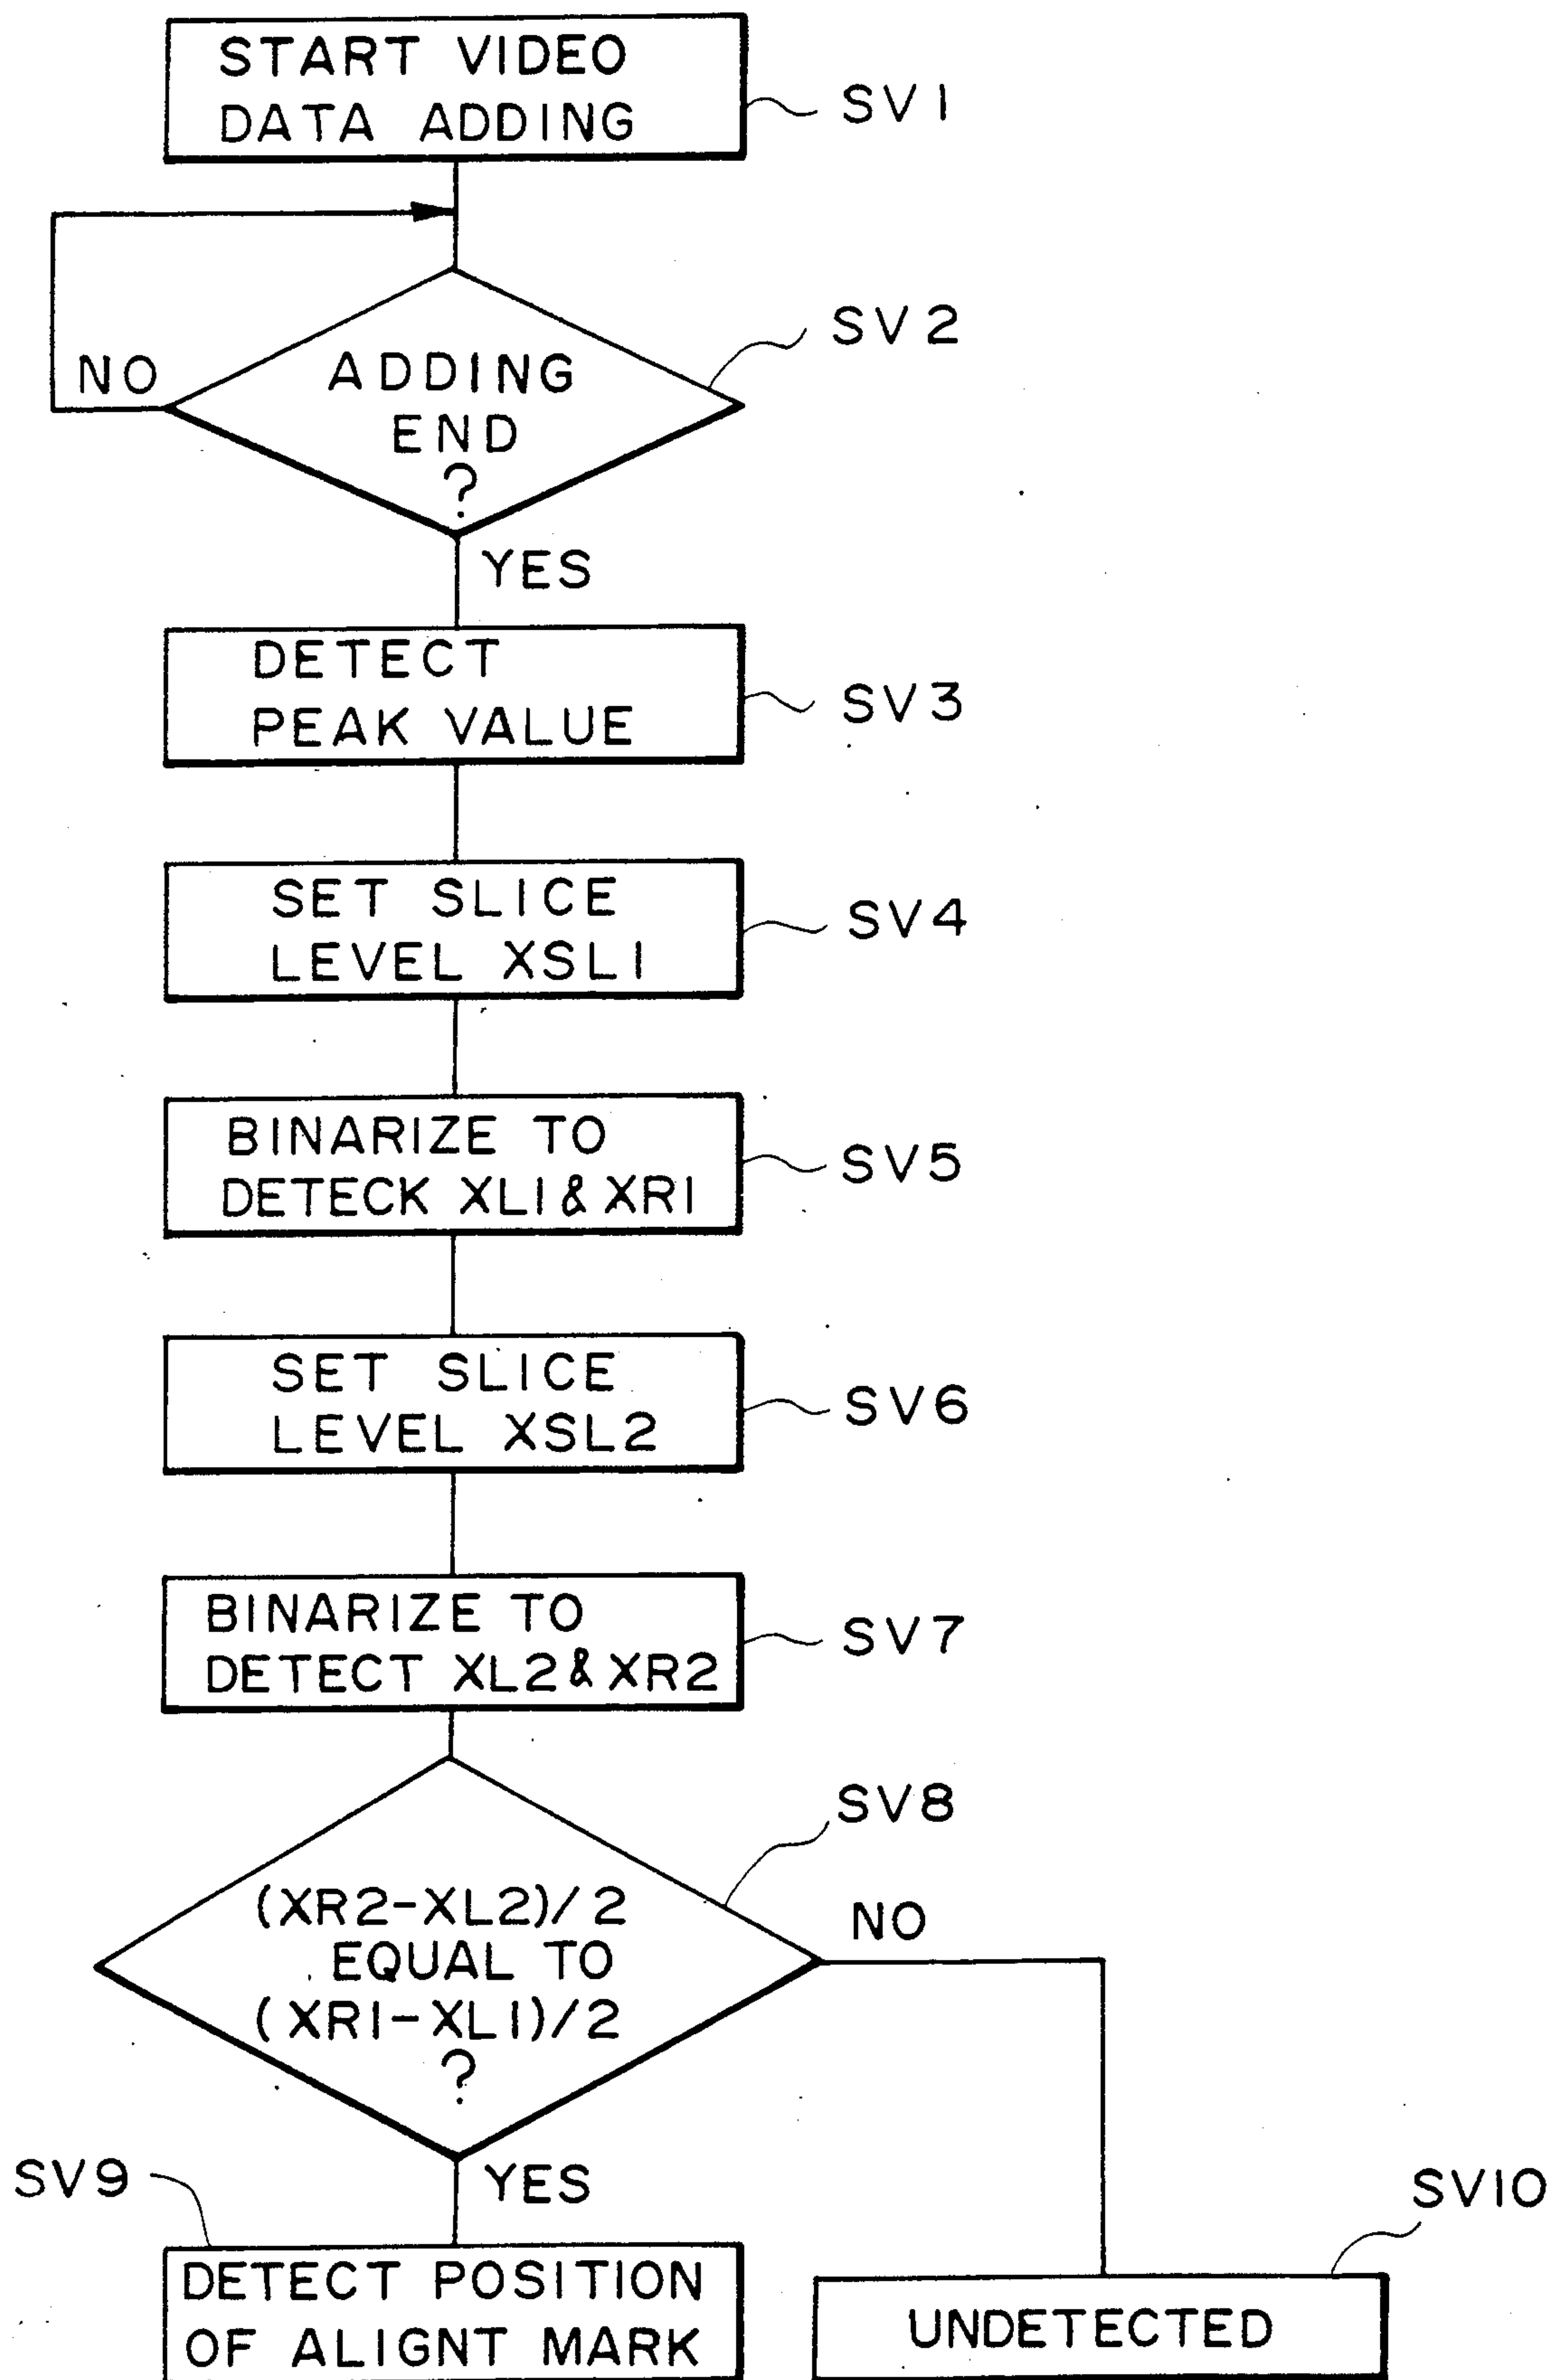 START VIDEO
DATA ADDING
SV1
SV2
NO
ADDING
END
?
YES
DETECT
PEAK VALUE
SV3
SET SLICE
LEVEL XSL1
SV4
BINARIZE TO
DETECK XL1 & XR1
SV5
SET SLICE
LEVEL XSL2
SV6
BINARIZE TO
DETECT XL2 & XR2
SV7
SV8
(XR2-XL2)/2
EQUAL TO
(XR1-XL1)/2
?
NO
YES
SV9
SV10
DETECT POSITION
OF ALIGNT MARK
UNDETECTED